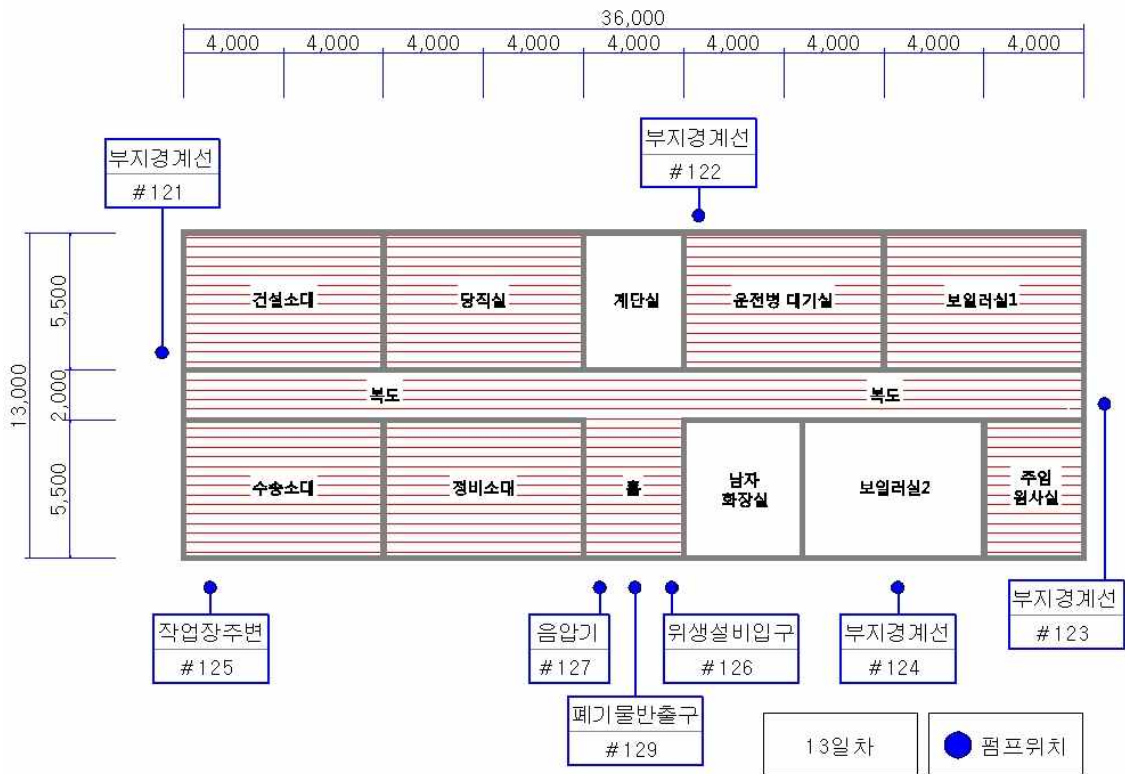 36,000
4,000 4,000 4,000 4,000 4,000 4,000 4,000 4,000 4,000
부지경계선
#122
부지경계선
#121
13,000
5,500
2,000
5,500
건설소대 당직실 계단실 운전병 대기실 보일러실1
복도 복도
수송소대 정비소대 홀 남자
화장실 보일러실2 주임
원사실
부지경계선
#123
작업장주변
#125
음압기
#127
위생설비입구
#126
부지경계선
#124
폐기물반출구
#129
13일차
펌프위치